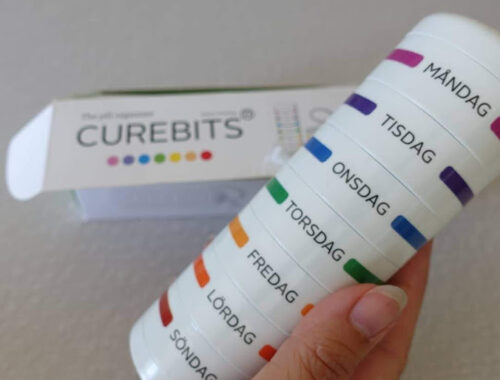 The pill organizer
CUREBITS
MÅNDAG
TISDAG
ONSDAG
TORSDAG
FREDAG
LÖRDAG
SÖNDAG